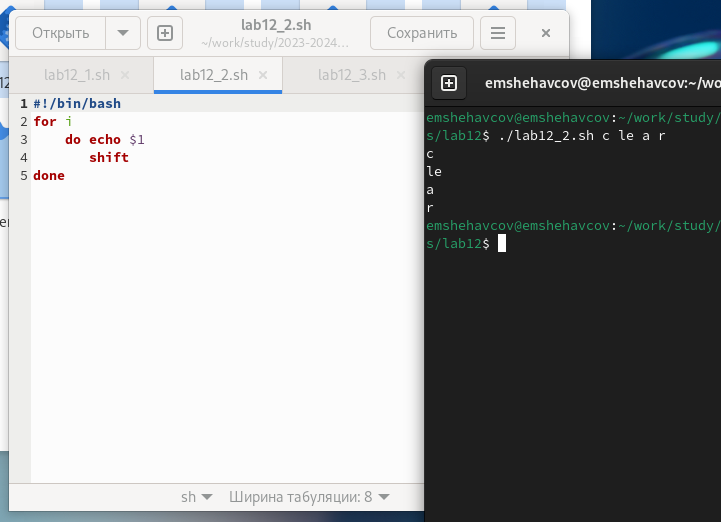 Открыть
lab12_2.sh
~/work/study/2023-2024…
Сохранить
lab12_1.sh
lab12_2.sh
lab12_3.sh
1 #!/bin/bash
2 for i
3     do echo $1
4        shift
5 done
sh
Ширина табуляции: 8
emshehavcov@emshehavcov:~/wo
emshehavcov@emshehavcov:~/work/study/
s/lab12$ ./lab12_2.sh c le a r
c
le
a
r
emshehavcov@emshehavcov:~/work/study/
s/lab12$